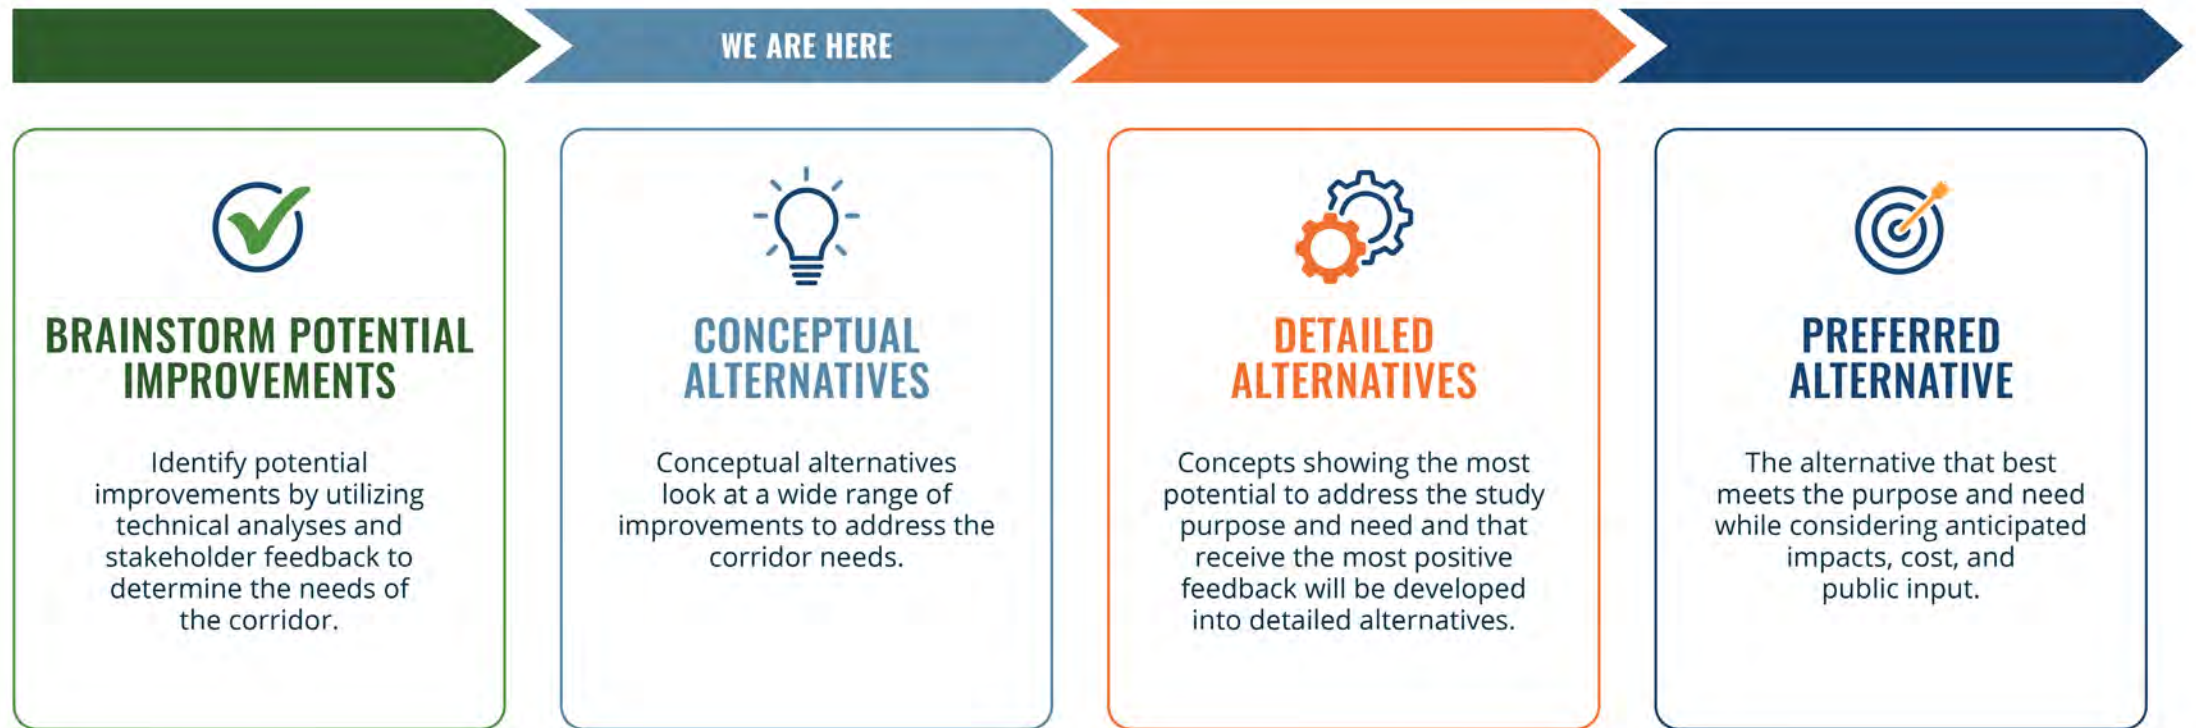 WE ARE HERE
BRAINSTORM POTENTIAL
IMPROVEMENTS
Identify potential
improvements by utilizing
technical analyses and
stakeholder feedback to
determine the needs of
the corridor.
CONCEPTUAL
ALTERNATIVES
Conceptual alternatives
look at a wide range of
improvements to address the
corridor needs.
DETAILED
ALTERNATIVES
Concepts showing the most
potential to address the study
purpose and need and that
receive the most positive
feedback will be developed
into detailed alternatives.
PREFERRED
ALTERNATIVE
The alternative that best
meets the purpose and need
while considering anticipated
impacts, cost, and
public input.